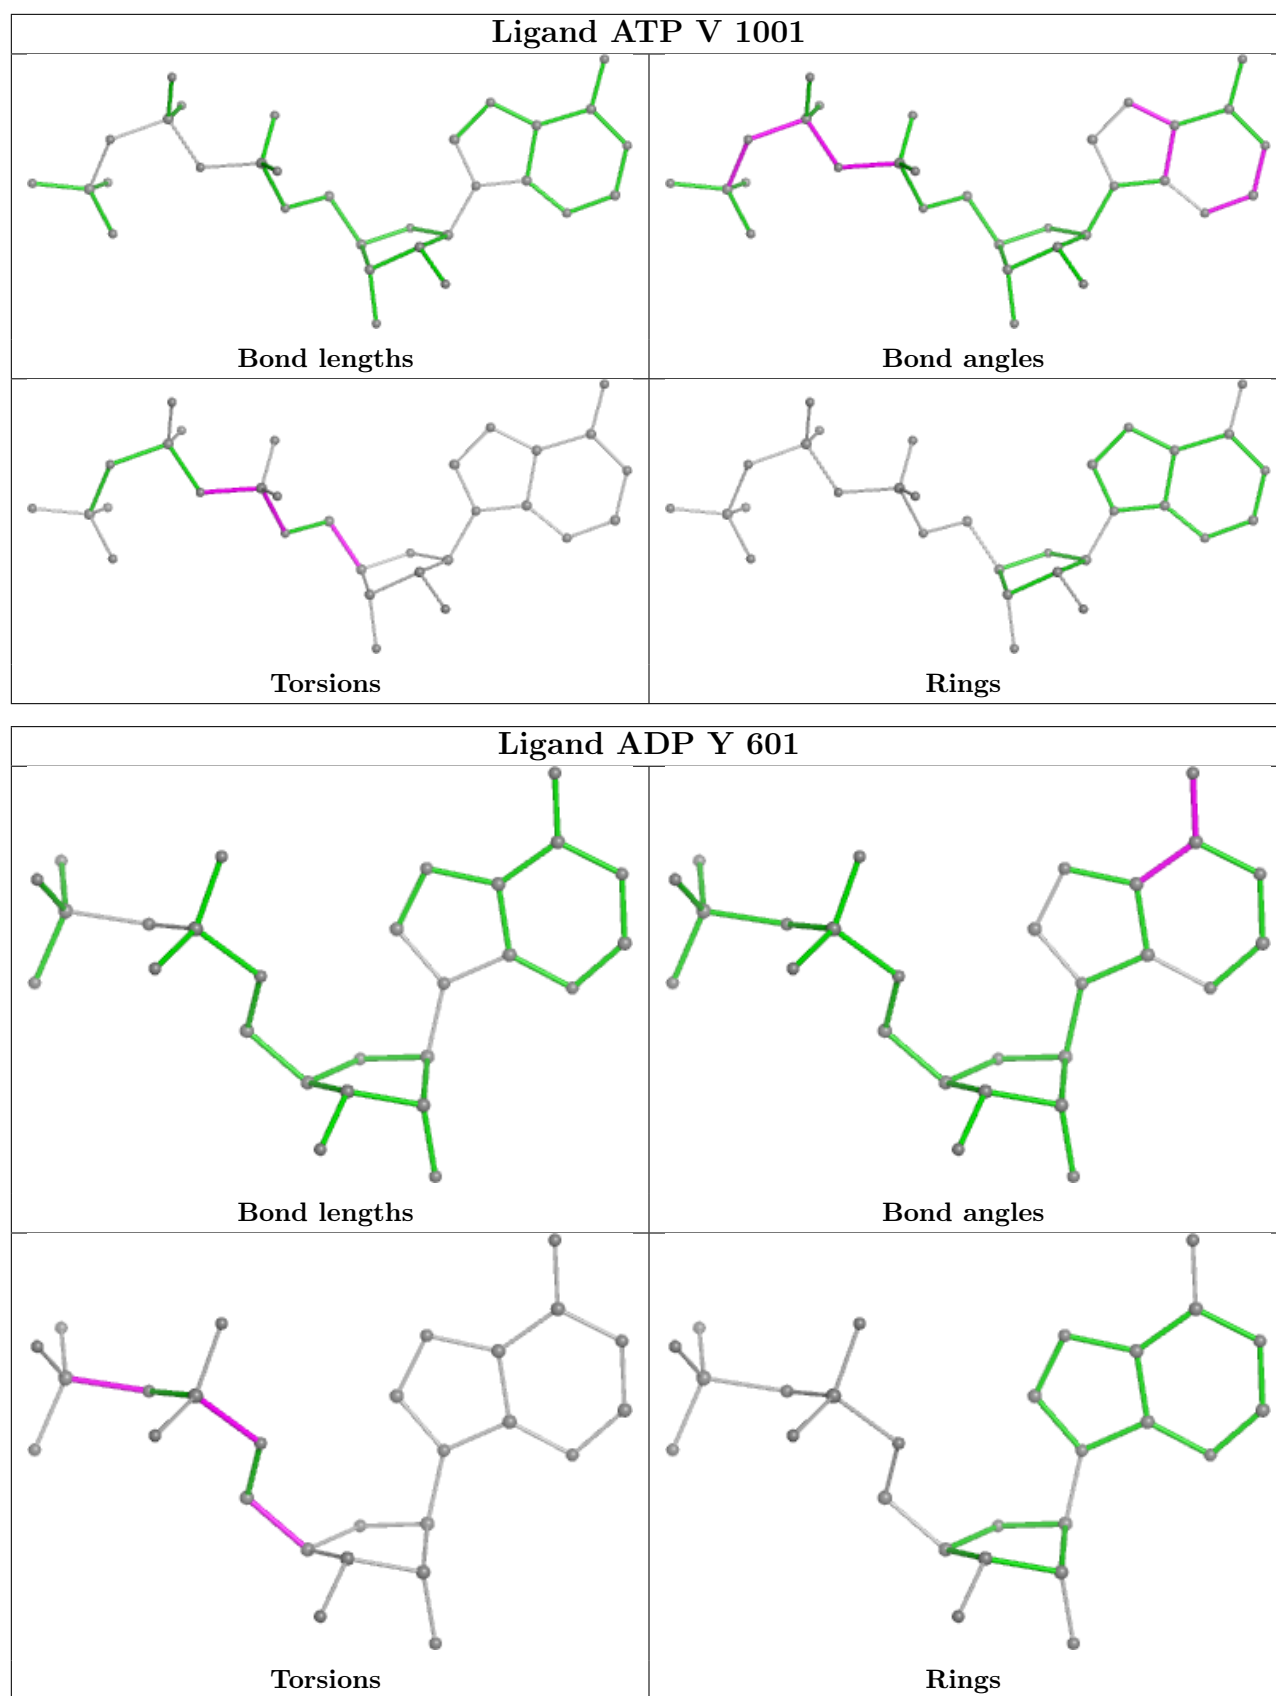 Ligand ATP V 1001
Bond lengths
Bond angles
Torsions
Rings
Ligand ADP Y 601
Bond lengths
Bond angles
Torsions
Rings